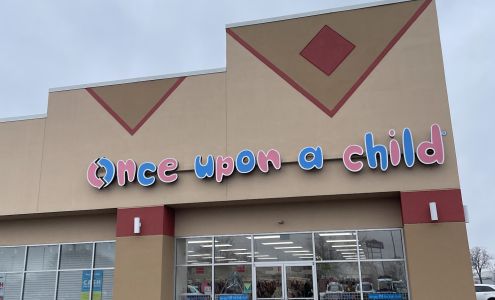 Once upon a child